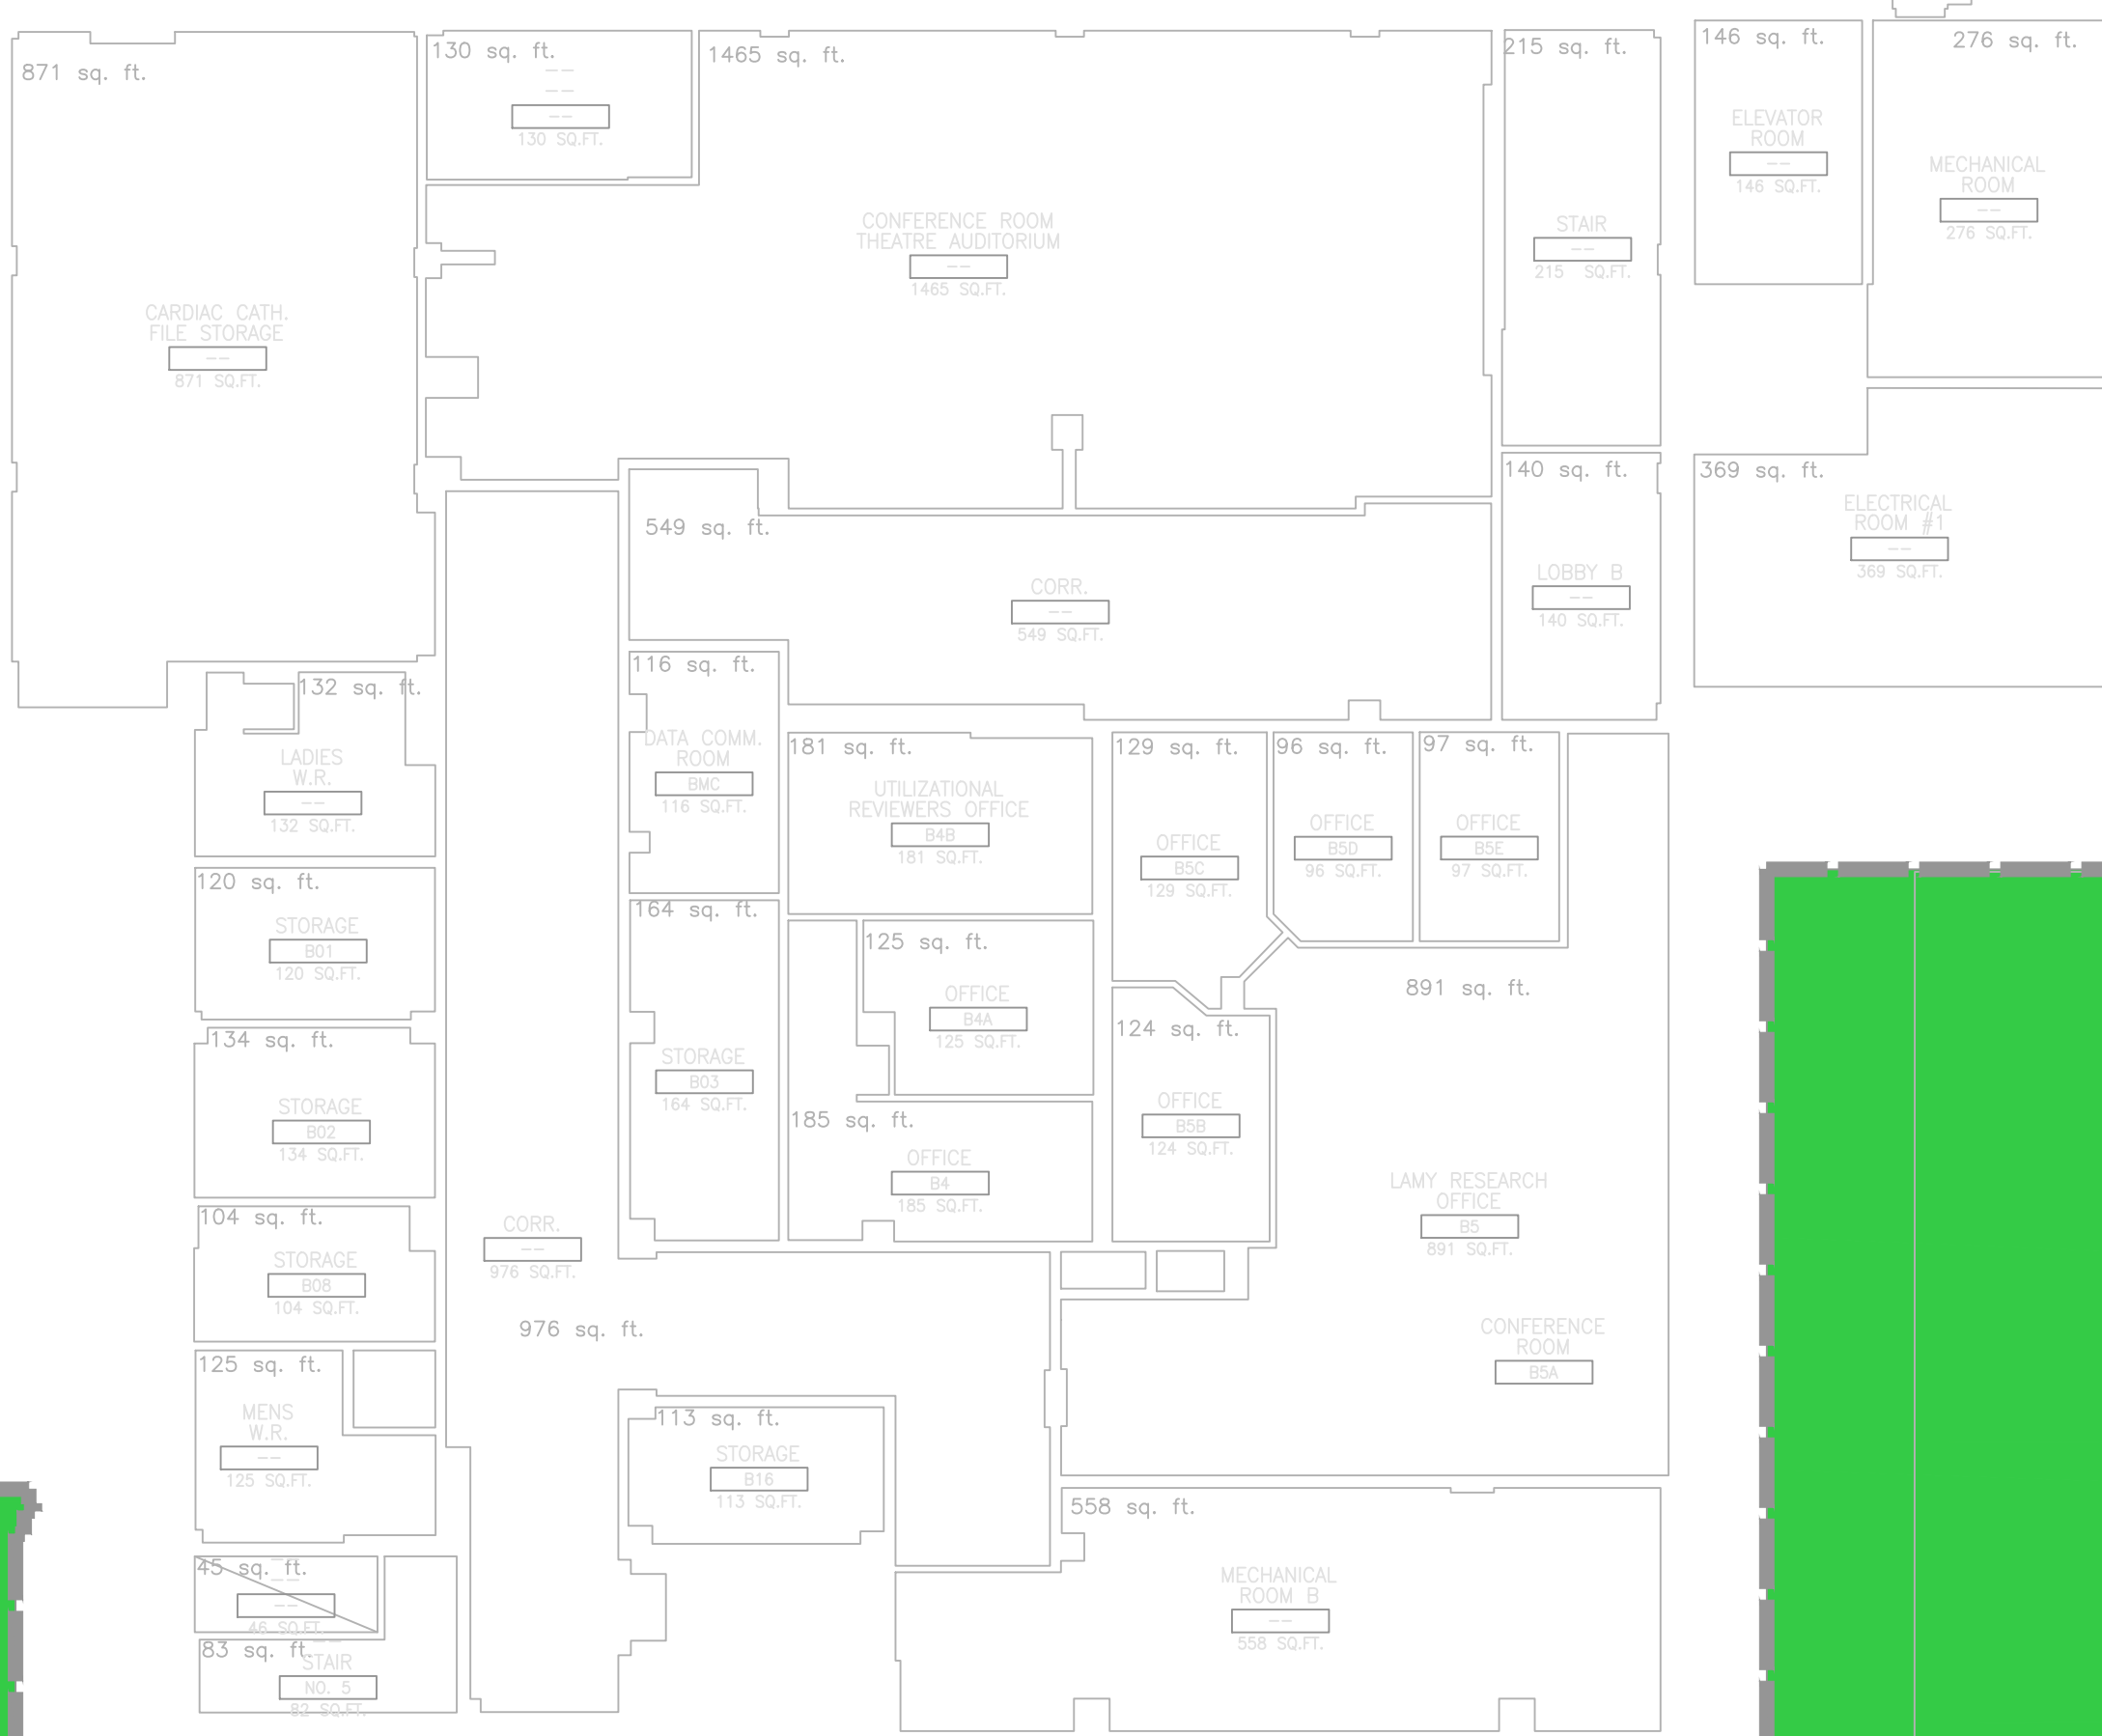 871 sq. ft.
CARDIAC CATH.
FILE STORAGE
--
871 SQ.FT.
130 sq. ft.
--
--
--
130 SQ.FT.
1465 sq. ft.
CONFERENCE ROOM
THEATRE AUDITORIUM
--
1465 SQ.FT.
215 sq. ft.
STAIR
--
215 SQ.FT.
146 sq. ft.
ELEVATOR
ROOM
--
146 SQ.FT.
276 sq. ft.
MECHANICAL
ROOM
--
276 SQ.FT.
549 sq. ft.
CORR.
--
549 SQ.FT.
140 sq. ft.
LOBBY B
--
140 SQ.FT.
369 sq. ft.
ELECTRICAL
ROOM #1
--
369 SQ.FT.
132 sq. ft.
LADIES
W.R.
--
132 SQ.FT.
116 sq. ft.
DATA COMM.
ROOM
BMC
116 SQ.FT.
181 sq. ft.
UTILIZATIONAL
REVIEWERS OFFICE
B4B
181 SQ.FT.
129 sq. ft.
OFFICE
B5C
129 SQ.FT.
96 sq. ft.
OFFICE
B5D
96 SQ.FT.
97 sq. ft.
OFFICE
B5E
97 SQ.FT.
120 sq. ft.
STORAGE
B01
120 SQ.FT.
164 sq. ft.
STORAGE
B03
164 SQ.FT.
125 sq. ft.
OFFICE
B4A
125 SQ.FT.
891 sq. ft.
LAMY RESEARCH
OFFICE
B5
891 SQ.FT.
134 sq. ft.
STORAGE
B02
134 SQ.FT.
185 sq. ft.
OFFICE
B4
185 SQ.FT.
124 sq. ft.
OFFICE
B5B
124 SQ.FT.
104 sq. ft.
STORAGE
B08
104 SQ.FT.
CORR.
--
976 SQ.FT.
976 sq. ft.
CONFERENCE
ROOM
B5A
125 sq. ft.
MENS
W.R.
--
125 SQ.FT.
113 sq. ft.
STORAGE
B16
113 SQ.FT.
558 sq. ft.
MECHANICAL
ROOM B
--
558 SQ.FT.
45 sq. ft.
--
--
--
46 SQ.FT.
83 sq. ft.
--
STAIR
NO. 5
82 SQ.FT.